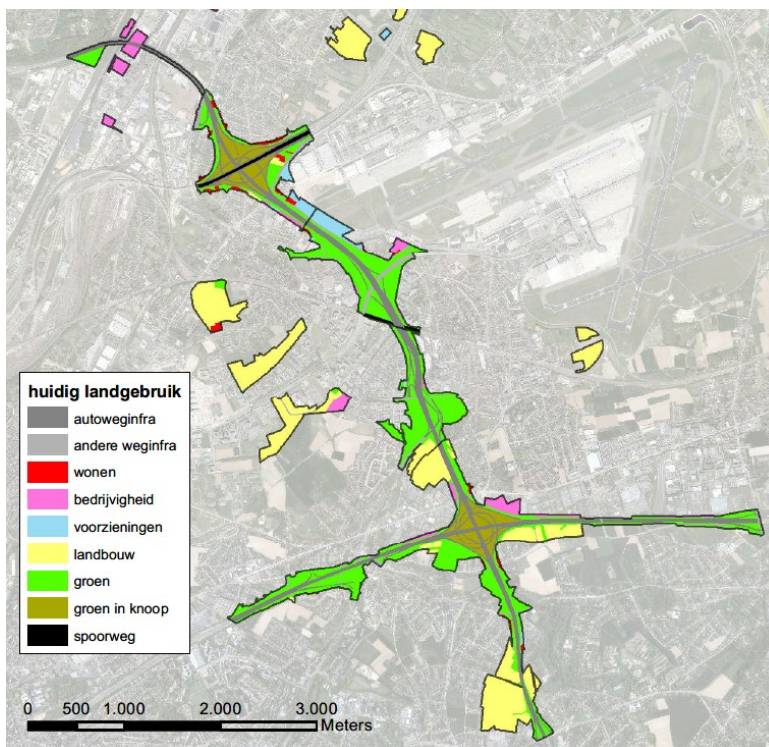 huidig landgebruik
autoweginfra
andere weginfra
wonen
bedrijvigheid
voorzieningen
landbouw
groen
groen in knoop
spoorweg
0 500 1.000 2.000 3.000
Meters